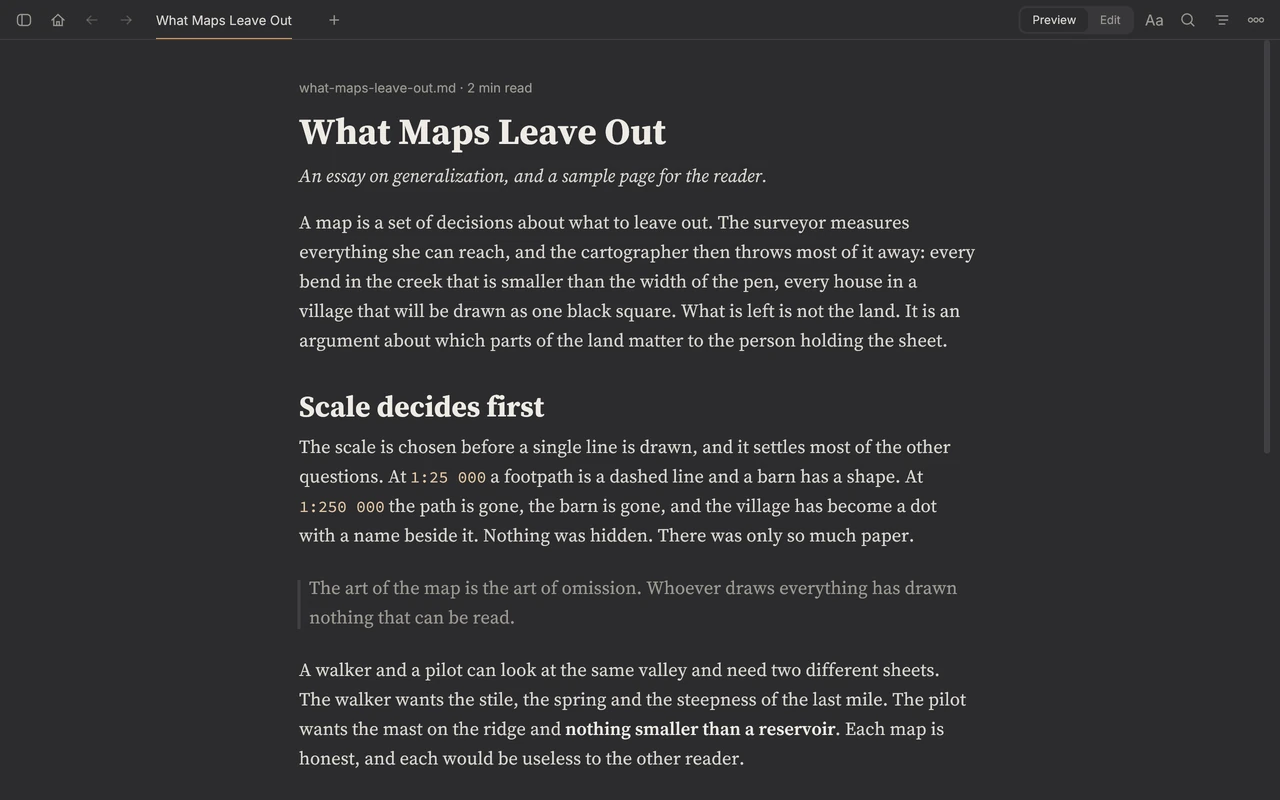 What Maps Leave Out
Preview
Edit
Aa
what-maps-leave-out.md · 2 min read
What Maps Leave Out
An essay on generalization, and a sample page for the reader.
A map is a set of decisions about what to leave out. The surveyor measures
everything she can reach, and the cartographer then throws most of it away: every
bend in the creek that is smaller than the width of the pen, every house in a
village that will be drawn as one black square. What is left is not the land. It is an
argument about which parts of the land matter to the person holding the sheet.
Scale decides first
The scale is chosen before a single line is drawn, and it settles most of the other
questions. At 1:25 000 a footpath is a dashed line and a barn has a shape. At
1:250 000 the path is gone, the barn is gone, and the village has become a dot
with a name beside it. Nothing was hidden. There was only so much paper.
The art of the map is the art of omission. Whoever draws everything has drawn
nothing that can be read.
A walker and a pilot can look at the same valley and need two different sheets.
The walker wants the stile, the spring and the steepness of the last mile. The pilot
wants the mast on the ridge and nothing smaller than a reservoir. Each map is
honest, and each would be useless to the other reader.